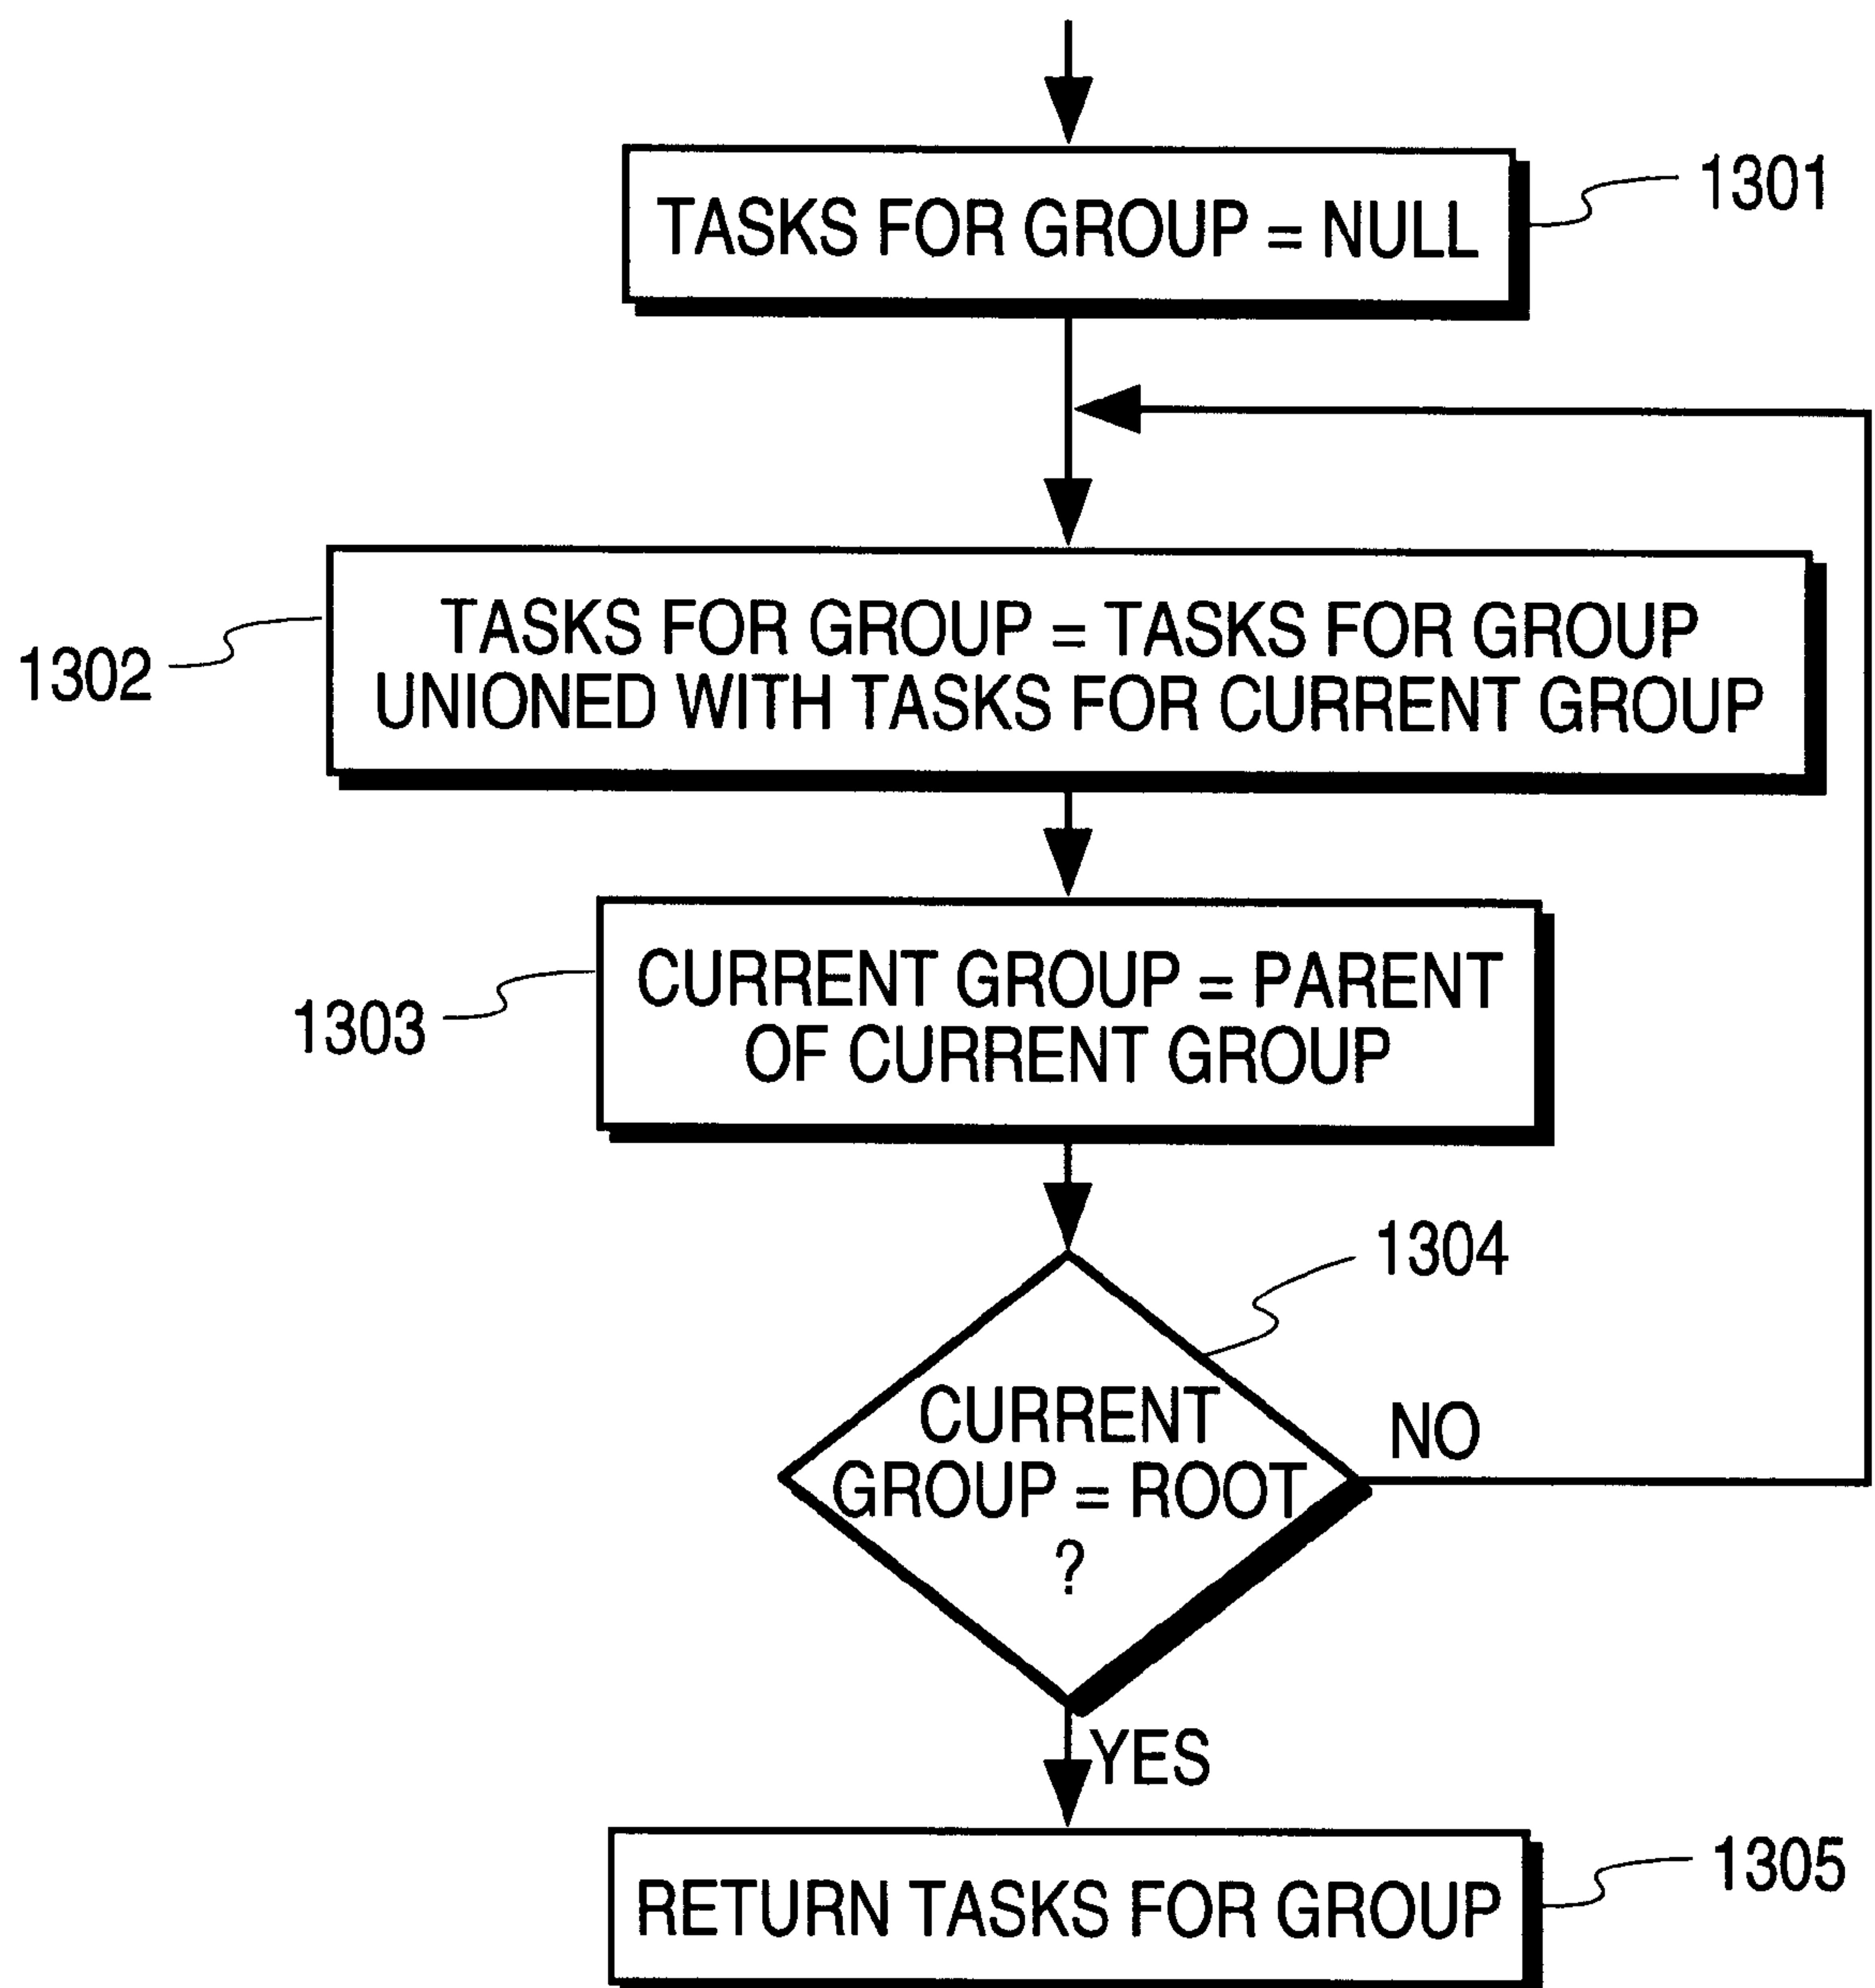 TASKS FOR GROUP = NULL
1301
TASKS FOR GROUP = TASKS FOR GROUP
UNIONED WITH TASKS FOR CURRENT GROUP
1302
CURRENT GROUP = PARENT
OF CURRENT GROUP
1303
1304
CURRENT
GROUP = ROOT
?
NO
YES
RETURN TASKS FOR GROUP
1305